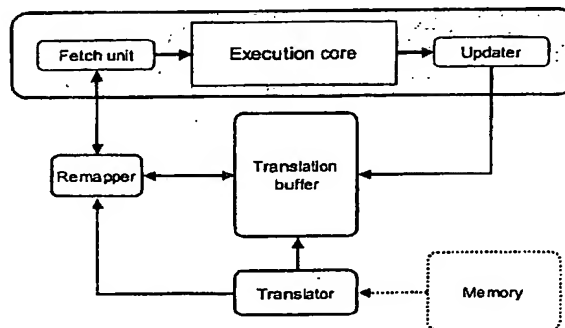 Fetch unit
Execution core
Updater
Remapper
Translation
buffer
Translator
Memory